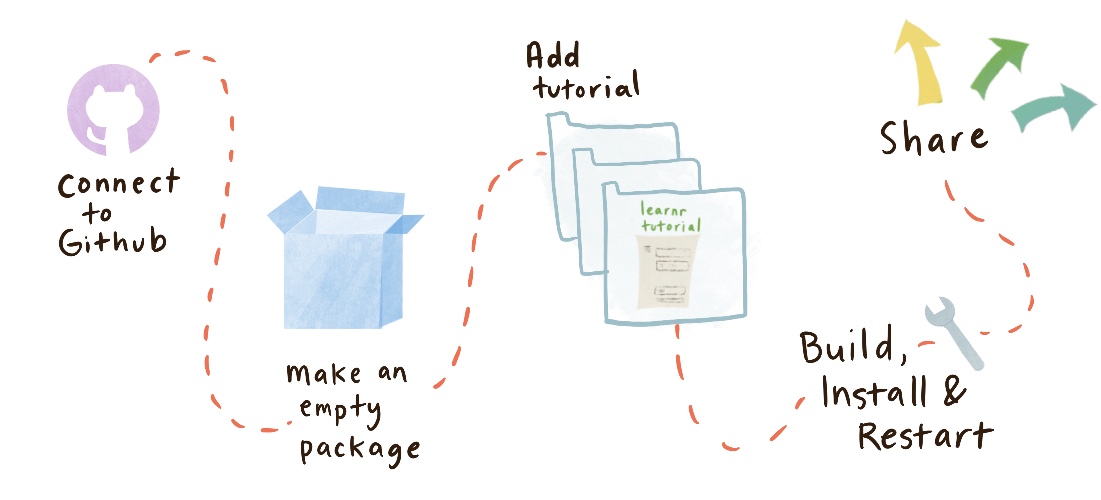 Connect
to
Github
make an
empty
package
Add
tutorial
learnr
tutorial
Build,
Install &
Restart
Share